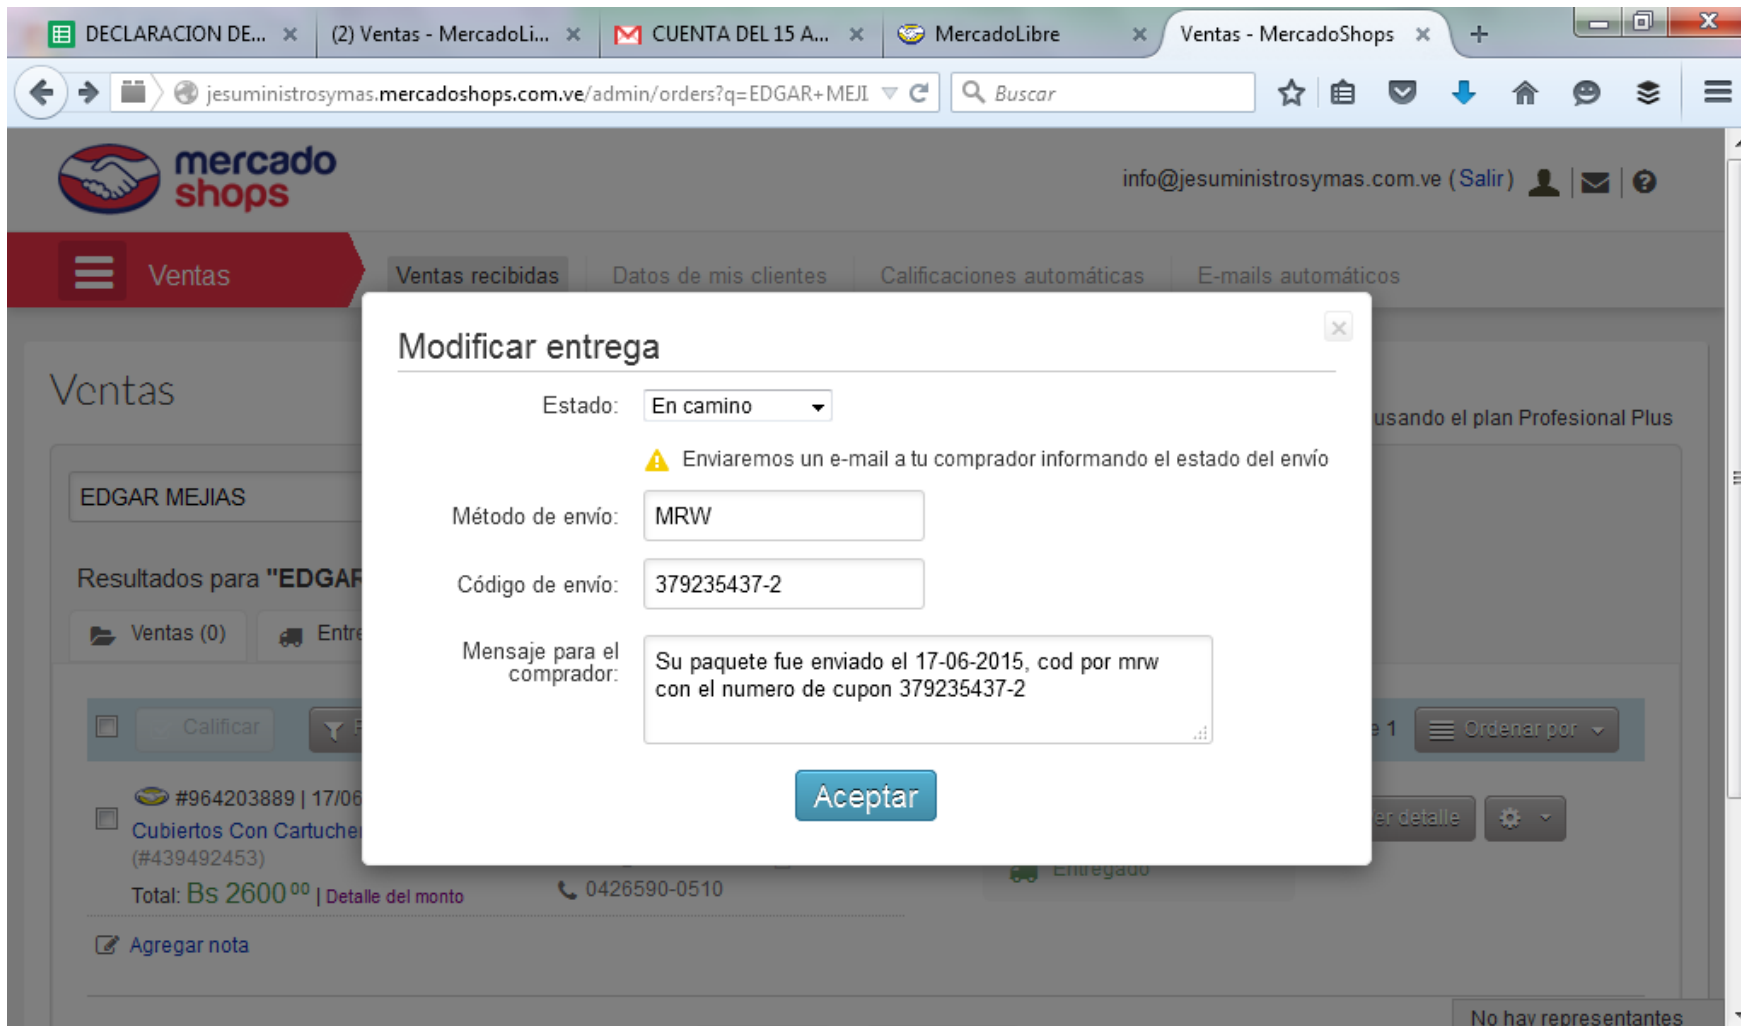 DECLARACION DE...
(2) Ventas - MercadoLi...
CUENTA DEL 15 A...
MercadoLibre
Ventas - MercadoShops
jesuministrosymas.mercadoshops.com.ve/admin/orders?q=EDGAR+MEJI
Buscar
mercado
shops
info@jesuministrosymas.com.ve (Salir)
Ventas
Ventas recibidas
Datos de mis clientes
Calificaciones automáticas
E-mails automáticos
Modificar entrega
Ventas
Estado:
En camino
usando el plan Profesional Plus
Enviaremos un e-mail a tu comprador informando el estado del envío
EDGAR MEJIAS
Método de envío:
MRW
Resultados para "EDGAR
Código de envío:
379235437-2
Ventas (0)
Entre
Mensaje para el
comprador:
Su paquete fue enviado el 17-06-2015, cod por mrw
con el numero de cupon 379235437-2
Calificar
1
Ordenar por
Aceptar
#964203889 | 17/06
Cubiertos Con Cartuche
(#439492453)
er detalle
Entregado
Total: Bs 2600⁰⁰ | Detalle del monto
0426590-0510
Agregar nota
No hay representantes